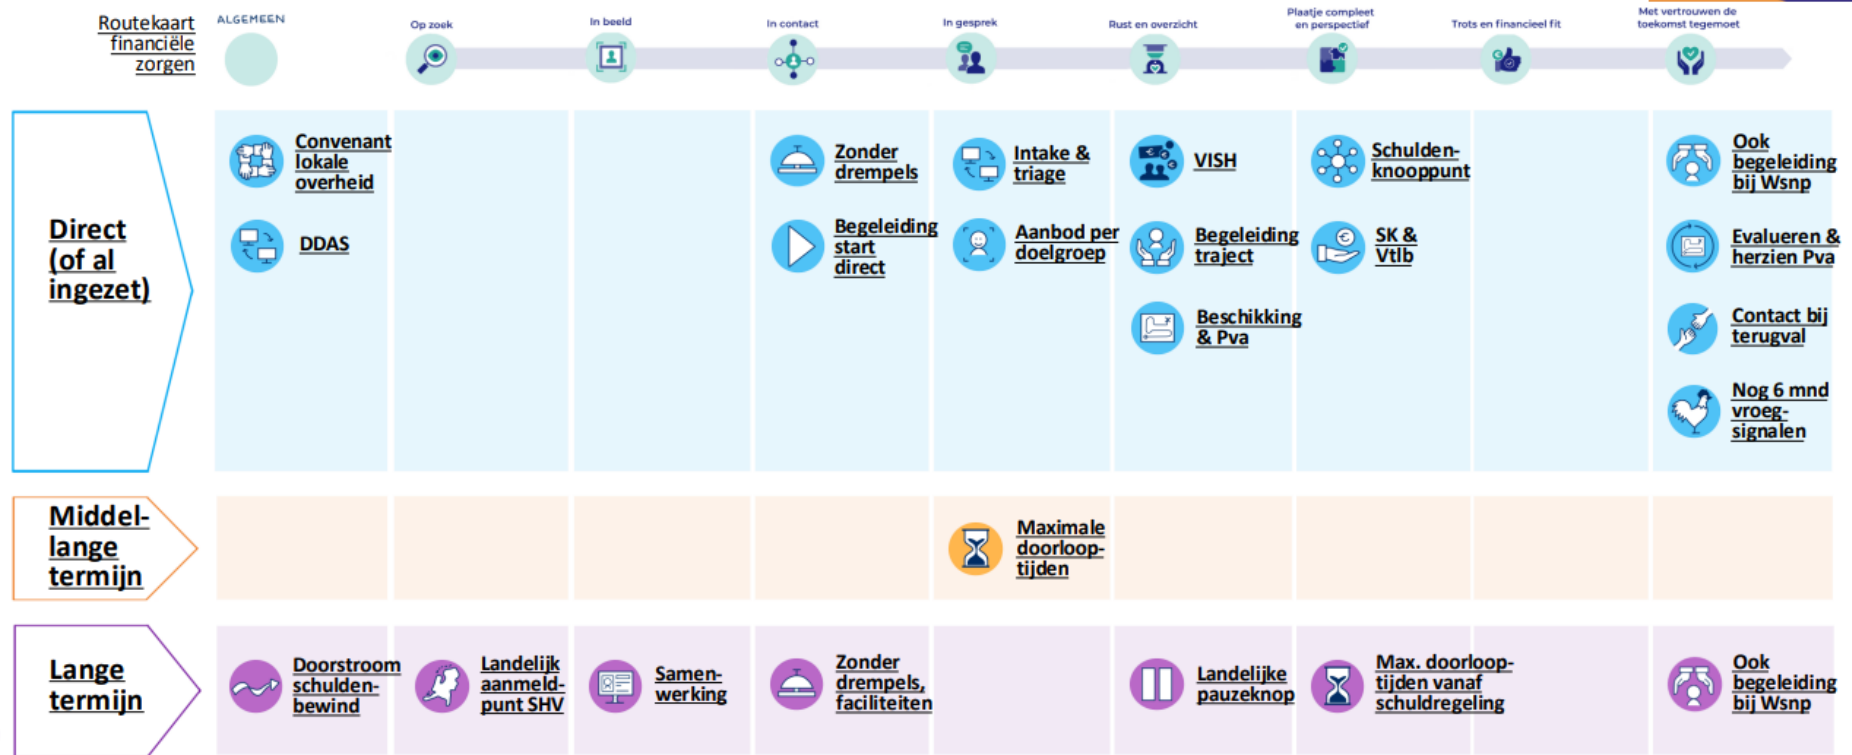 Routekaart
financiële
zorgen
ALGEMEEN
Op zoek
In beeld
In contact
In gesprek
Rust en overzicht
Plaatje compleet
en perspectief
Trots en financieel fit
Met vertrouwen de
toekomst tegemoet
Direct
(of al
ingezet)
Convenant
lokale
overheid
DDAS
Zonder
drempels
Begeleiding
start
direct
Intake &
triage
Aanbod per
doelgroep
VISH
Begeleiding
traject
Beschikking
& Pva
Schulden-
knooppunt
SK &
Vtlb
Ook
begeleiding
bij Wsnp
Evalueren &
herzien Pva
Contact bij
terugval
Nog 6 mnd
vroeg-
signalen
Middel-
lange
termijn
Maximale
doorloop-
tijden
Lange
termijn
Doorstroom
schulden-
bewind
Landelijk
aanmeld-
punt SHV
Samen-
werking
Zonder
drempels,
faciliteiten
Landelijke
pauzeknop
Max. doorloop-
tijden vanaf
schuldregeling
Ook
begeleiding
bij Wsnp